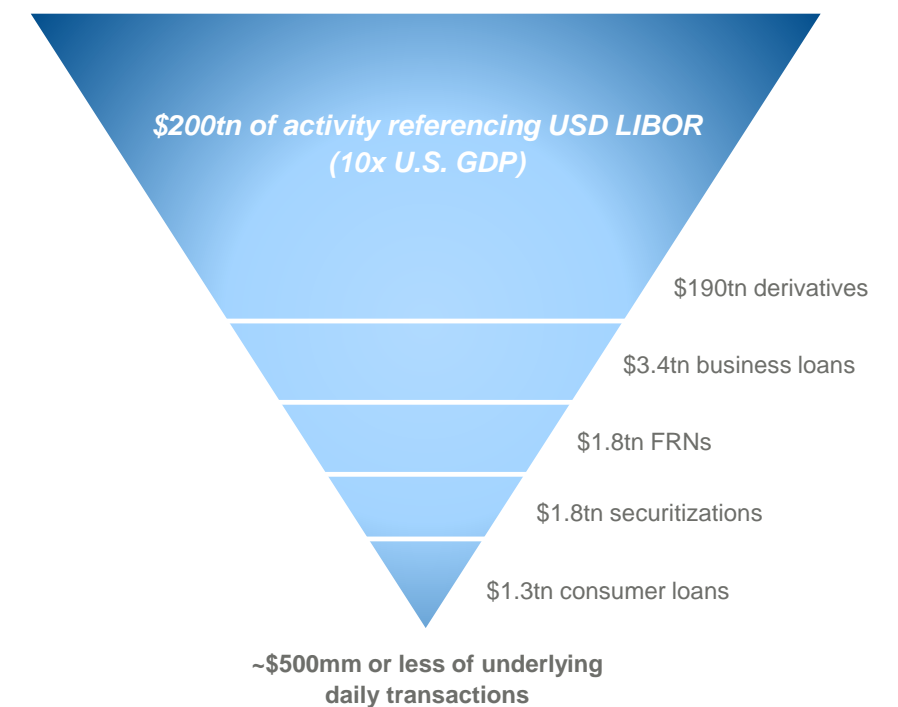 $200tn of activity referencing USD LIBOR
(10x U.S. GDP)
$190tn derivatives
$3.4tn business loans
$1.8tn FRNs
$1.8tn securitizations
$1.3tn consumer loans
~$500mm or less of underlying
daily transactions